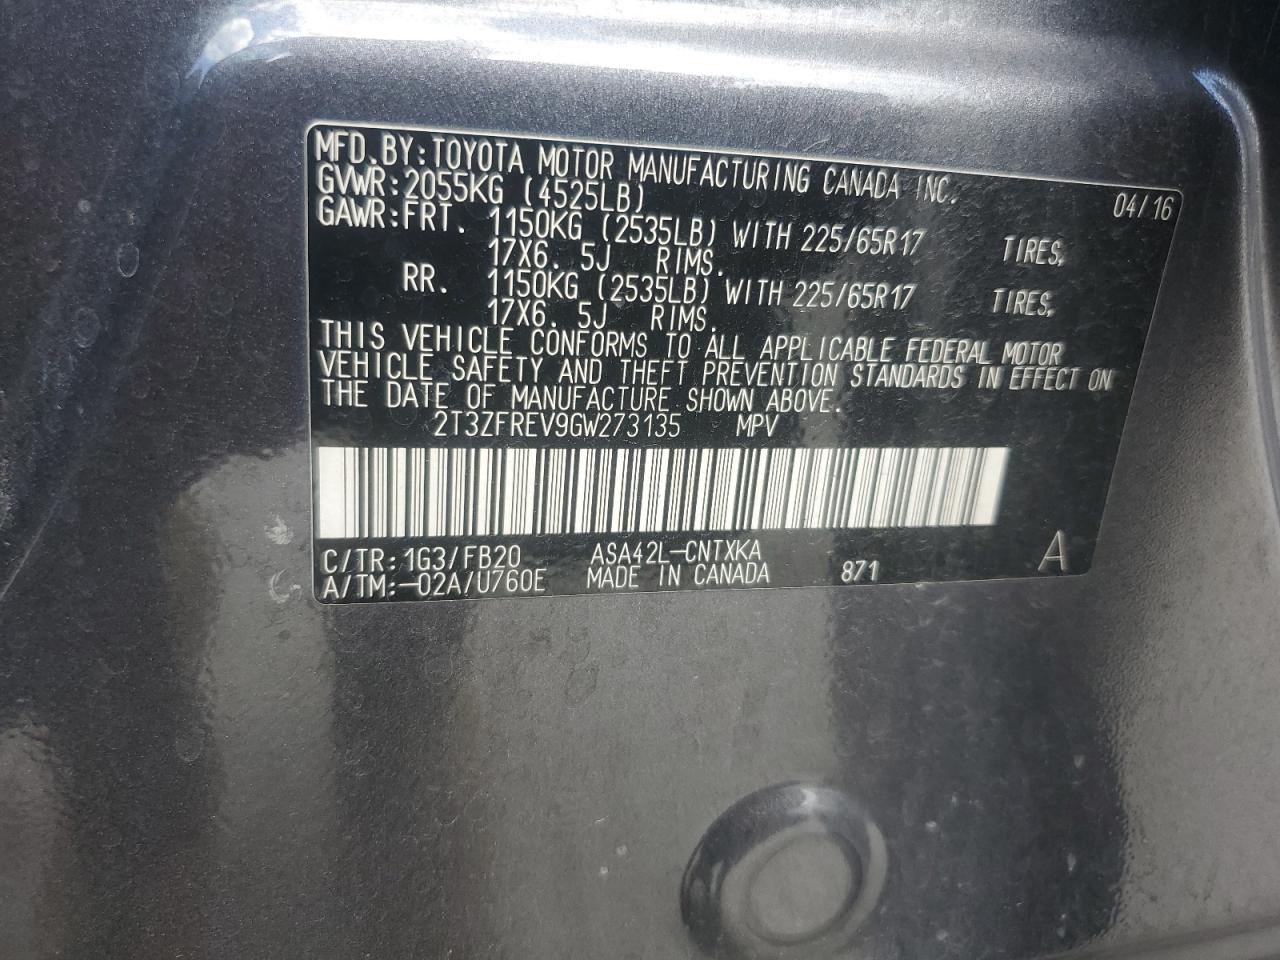 MFD.BY:TOYOTA MOTOR MANUFACTURING CANADA INC. 04/16
GVWR:2055KG (4525LB)
GAWR:FRT. 1150KG (2535LB) WITH 225/65R17 TIRES,
17X6.5J RIMS.
RR. 1150KG (2535LB) WITH 225/65R17 TIRES,
17X6.5J RIMS.
THIS VEHICLE CONFORMS TO ALL APPLICABLE FEDERAL MOTOR
VEHICLE SAFETY AND THEFT PREVENTION STANDARDS IN EFFECT ON
THE DATE OF MANUFACTURE SHOWN ABOVE.
2T3ZFREV9GW273135 MPV
C/TR:1G3/FB20 ASA42L-CNTXKA A
A/TM:-02A/U760E MADE IN CANADA 871